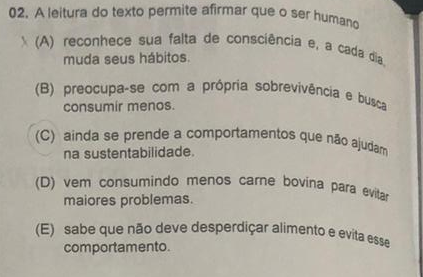 02. A leitura do texto permite afirmar que o ser humano
(A) reconhece sua falta de consciência e, a cada dia,
muda seus hábitos.
(B) preocupa-se com a própria sobrevivência e busca
consumir menos.
(C) ainda se prende a comportamentos que não ajudam
na sustentabilidade.
(D) vem consumindo menos carne bovina para evitar
maiores problemas.
(E) sabe que não deve desperdiçar alimento e evita esse
comportamento.